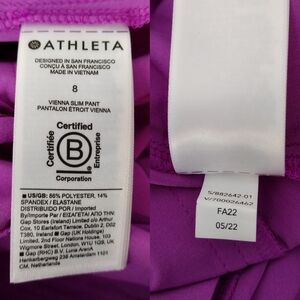 ATHLETA
DESIGNED IN SAN FRANCISCO
CONÇU À SAN FRANCISCO
MADE IN VIETNAM
8
VIENNA SLIM PANT
PANTALON ÉTROIT VIENNA
Certified
Certifiée
B
Entreprise
Corporation
US/GB: 86% POLYESTER, 14%
SPANDEX / ELASTANE
DISTRIBUIDO POR / Imported
By/Importé Par / ΕΙΣΑΓΕΤΑΙ ΑΠΟ ΤΗΝ:
Gap Stores (Ireland) Limited c/o Arthur
Cox, 10 Earlsfort Terrace, Dublin 2, D02
T380, Ireland Gap (UK Holdings)
Limited, 2nd Floor Nations House, 103
Wigmore Street, London, W1U 1QS, UK
Gap (RHC) B.V. Luna ArenA
Herikerbergweg 238 Amsterdam 1101
CM, Netherlands
S/882642-01
V/700026462
FA22
05/22